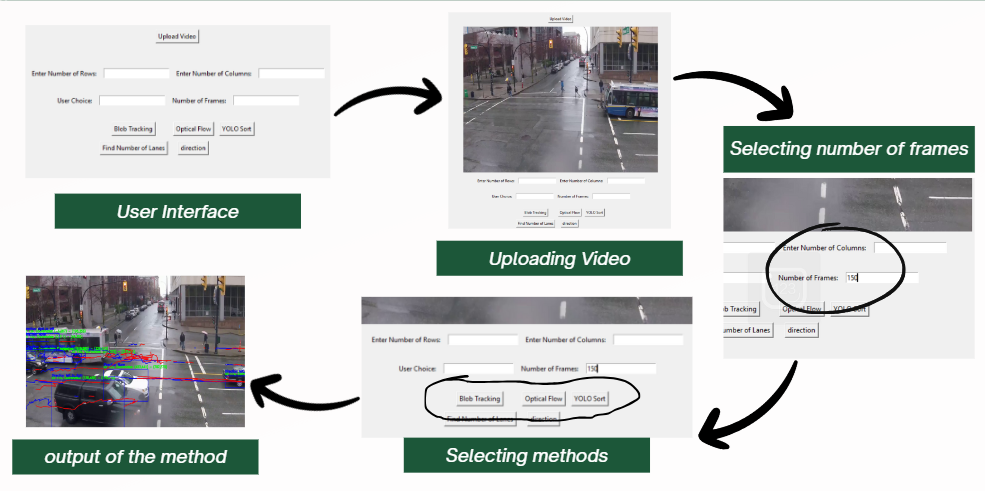 Upload Video
Enter Number of Rows: Enter Number of Columns:
User Choice: Number of Frames:
Blob Tracking Optical Flow YOLO Sort
Find Number of Lanes direction
User Interface
Upload Video
Enter Number of Rows: Enter Number of Columns:
User Choice: Number of Frames:
Blob Tracking Optical Flow YOLO Sort
Find Number of Lanes direction
Uploading Video
Selecting number of frames
Enter Number of Columns:
Number of Frames: 150
b Tracking Optical Flow YOLO Sort
umber of Lanes direction
Enter Number of Rows: Enter Number of Columns:
User Choice: Number of Frames: 150
Blob Tracking Optical Flow YOLO Sort
Find Number of Lanes direction
Selecting methods
output of the method